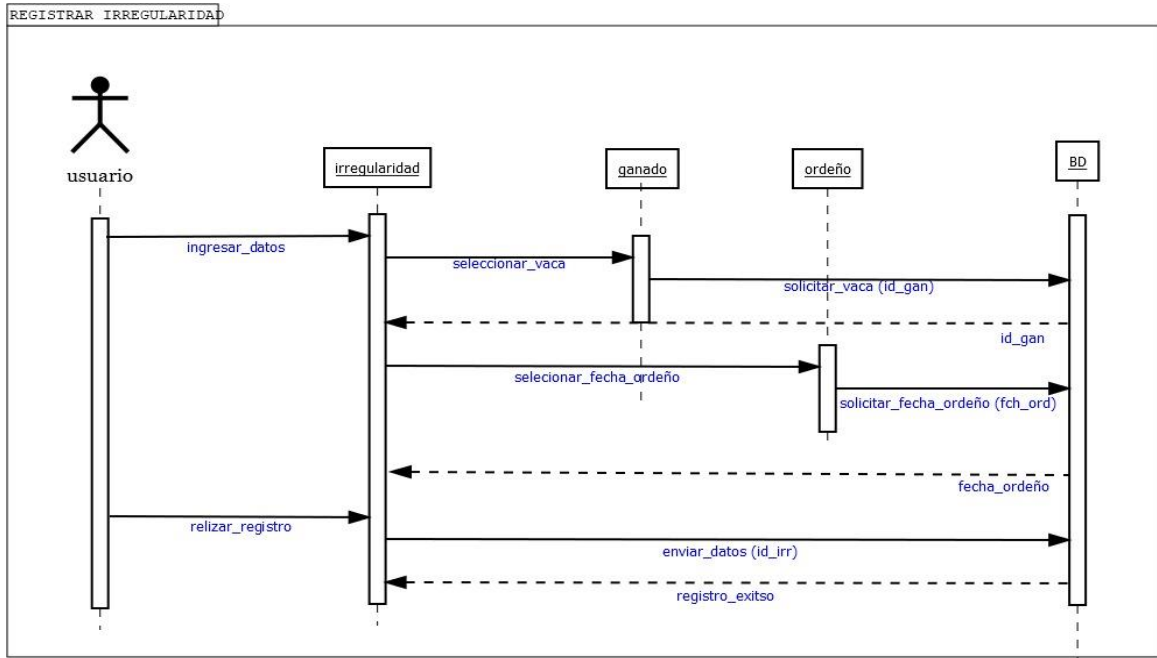 REGISTRAR IRREGULARIDAD
usuario
irregularidad
ganado
ordeño
BD
ingresar_datos
seleccionar_vaca
solicitar_vaca (id_gan)
id_gan
selecionar_fecha_ordeño
solicitar_fecha_ordeño (fch_ord)
fecha_ordeño
relizar_registro
enviar_datos (id_irr)
registro_exitso